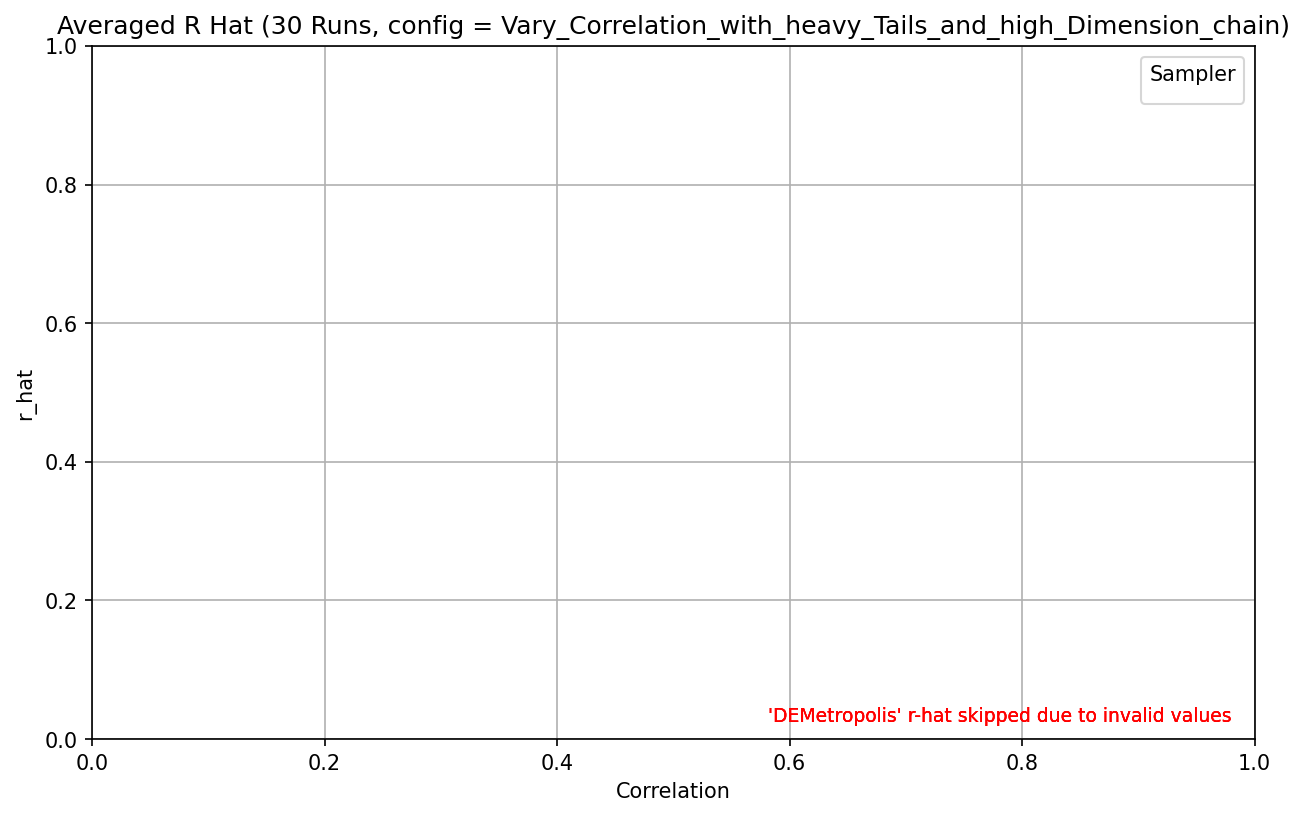 Averaged R Hat (30 Runs, config = Vary_Correlation_with_heavy_Tails_and_high_Dimension_chain)
Sampler
1.0
0.8
0.6
0.4
0.2
0.0
r_hat
'DEMetropolis' r-hat skipped due to invalid values
0.0 0.2 0.4 0.6 0.8 1.0
Correlation